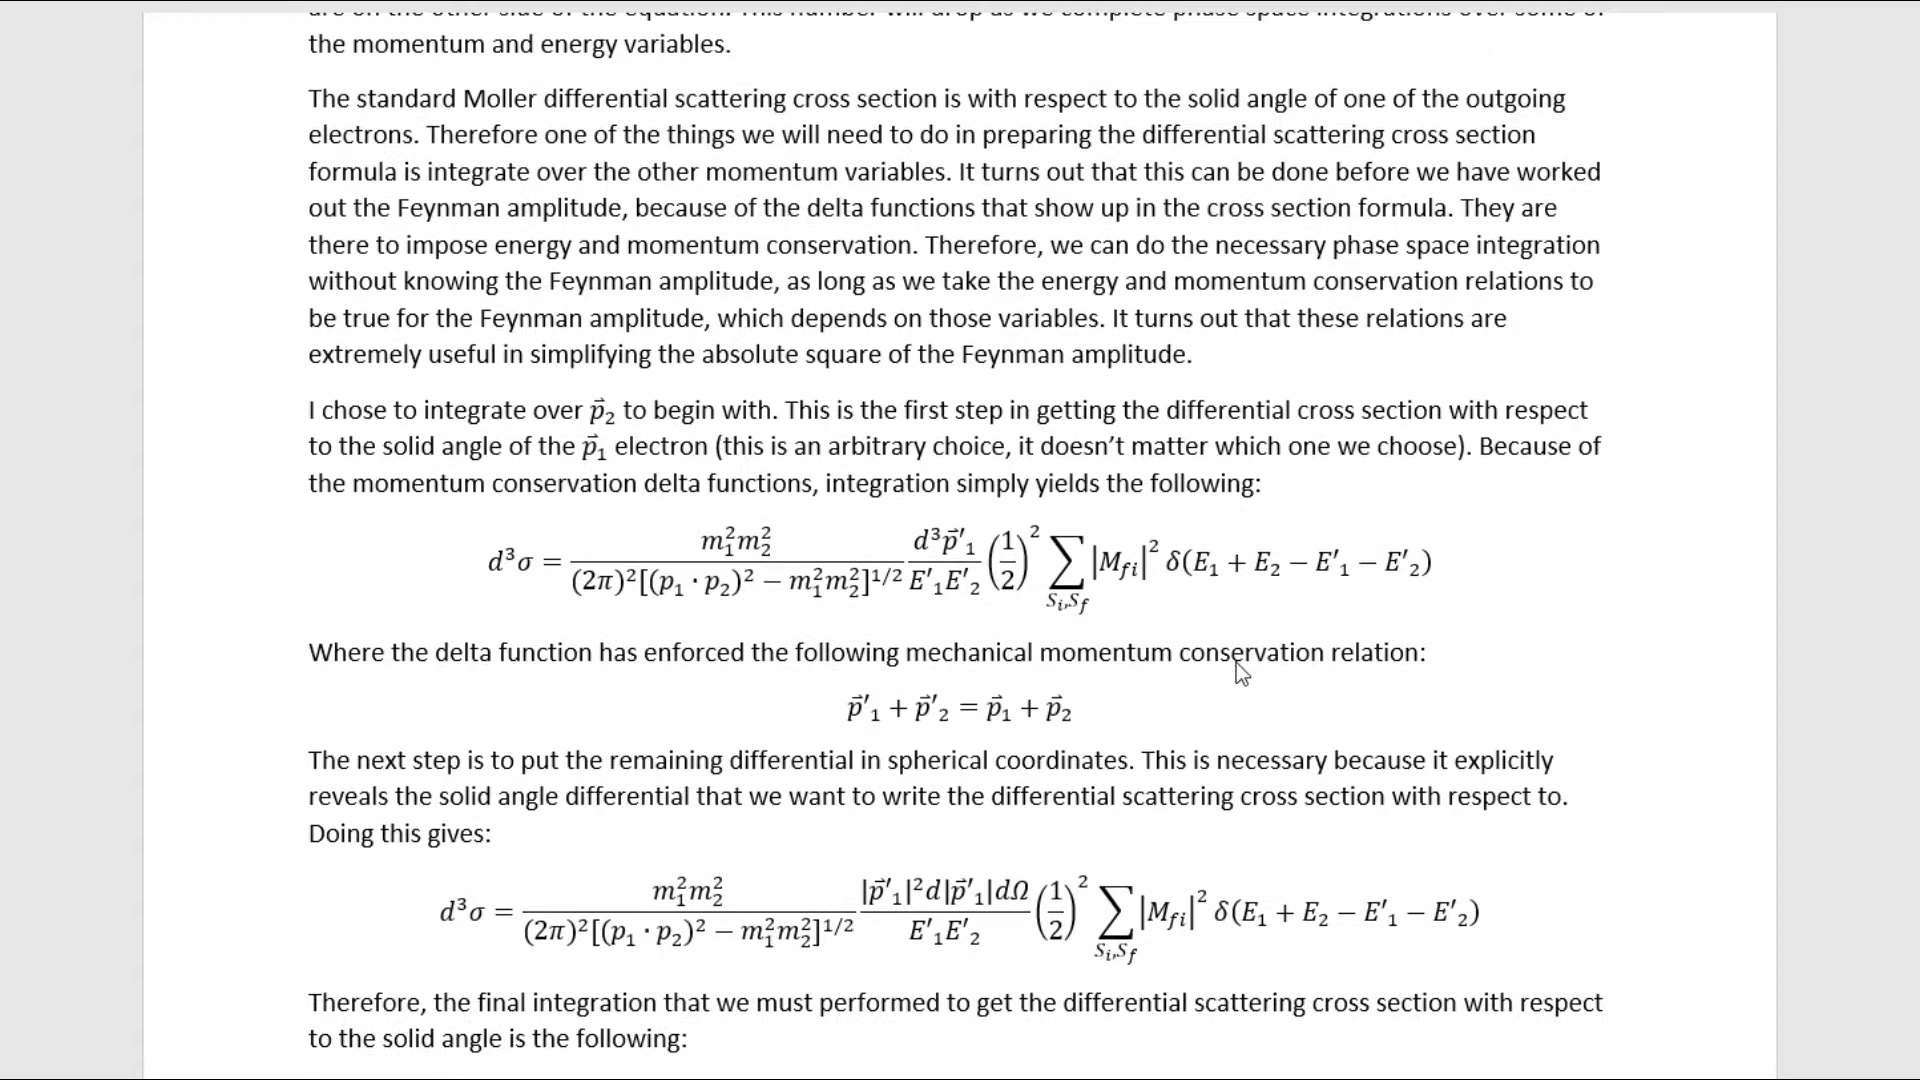 the momentum and energy variables.
The standard Moller differential scattering cross section is with respect to the solid angle of one of the outgoing
electrons. Therefore one of the things we will need to do in preparing the differential scattering cross section
formula is integrate over the other momentum variables. It turns out that this can be done before we have worked
out the Feynman amplitude, because of the delta functions that show up in the cross section formula. They are
there to impose energy and momentum conservation. Therefore, we can do the necessary phase space integration
without knowing the Feynman amplitude, as long as we take the energy and momentum conservation relations to
be true for the Feynman amplitude, which depends on those variables. It turns out that these relations are
extremely useful in simplifying the absolute square of the Feynman amplitude.
I chose to integrate over p⃗₂ to begin with. This is the first step in getting the differential cross section with respect
to the solid angle of the p⃗₁ electron (this is an arbitrary choice, it doesn’t matter which one we choose). Because of
the momentum conservation delta functions, integration simply yields the following:
d³σ = \frac{m₁²m₂²}{(2π)²[(p₁ · p₂)² − m₁²m₂²]^{1/2}} \frac{d³p⃗′₁}{E′₁E′₂} (\frac{1}{2})² ∑_{S_i,S_f} |M_{fi}|² δ(E₁ + E₂ − E′₁ − E′₂)
Where the delta function has enforced the following mechanical momentum conservation relation:
p⃗′₁ + p⃗′₂ = p⃗₁ + p⃗₂
The next step is to put the remaining differential in spherical coordinates. This is necessary because it explicitly
reveals the solid angle differential that we want to write the differential scattering cross section with respect to.
Doing this gives:
d³σ = \frac{m₁²m₂²}{(2π)²[(p₁ · p₂)² − m₁²m₂²]^{1/2}} \frac{|p⃗′₁|²d|p⃗′₁|dΩ}{E′₁E′₂} (\frac{1}{2})² ∑_{S_i,S_f} |M_{fi}|² δ(E₁ + E₂ − E′₁ − E′₂)
Therefore, the final integration that we must performed to get the differential scattering cross section with respect
to the solid angle is the following: